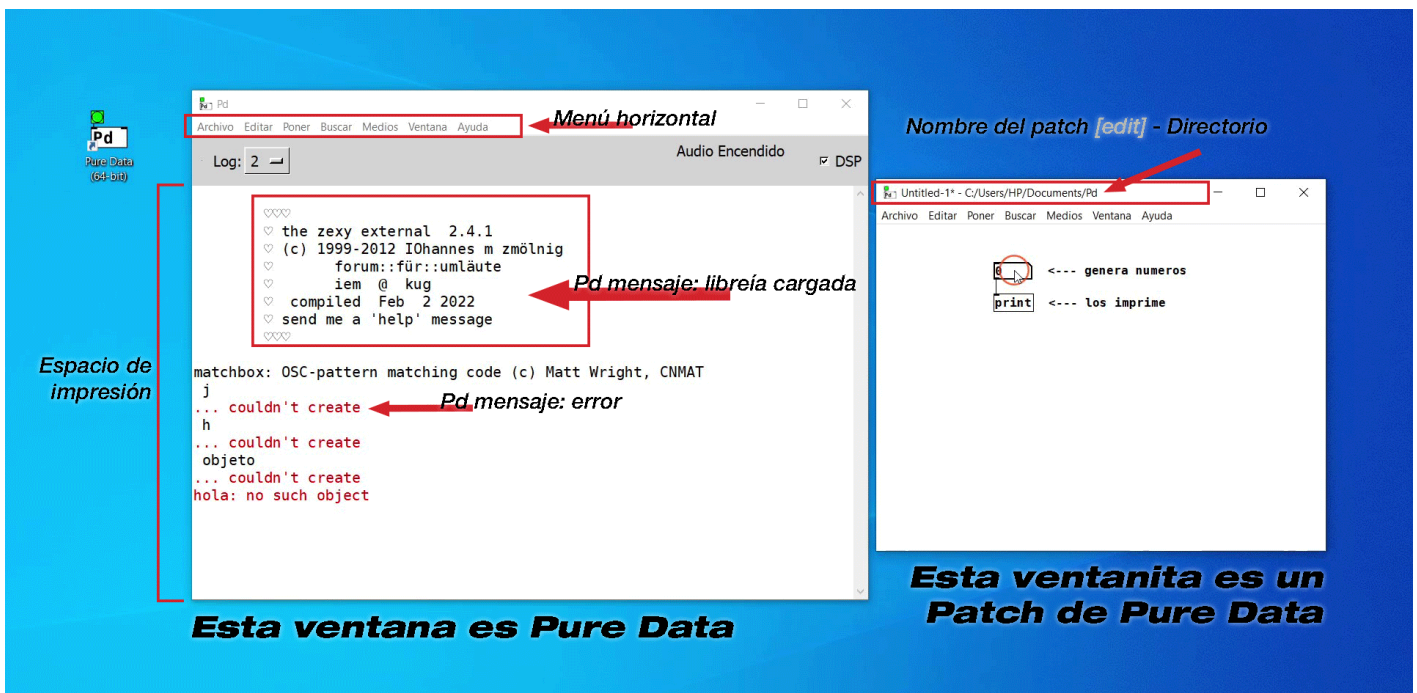 Pd
Pure Data
(64-bit)
Pd
Archivo Editar Poner Buscar Medios Ventana Ayuda
Menú horizontal
Log: 2
Audio Encendido
DSP
♡♡♡
♡ the zexy external 2.4.1
♡ (c) 1999-2012 IOhannes m zmölnig
♡ forum::für::umläute
♡ iem @ kug
♡ compiled Feb 2 2022
♡ send me a 'help' message
♡♡♡
Pd mensaje: libreía cargada
Espacio de
impresión
matchbox: OSC-pattern matching code (c) Matt Wright, CNMAT
j
... couldn't create
Pd mensaje: error
h
... couldn't create
objeto
... couldn't create
hola: no such object
Esta ventana es Pure Data
Nombre del patch [edit] - Directorio
Untitled-1* - C:/Users/HP/Documents/Pd
Archivo Editar Poner Buscar Medios Ventana Ayuda
0 <--- genera numeros
print <--- los imprime
Esta ventanita es un
Patch de Pure Data